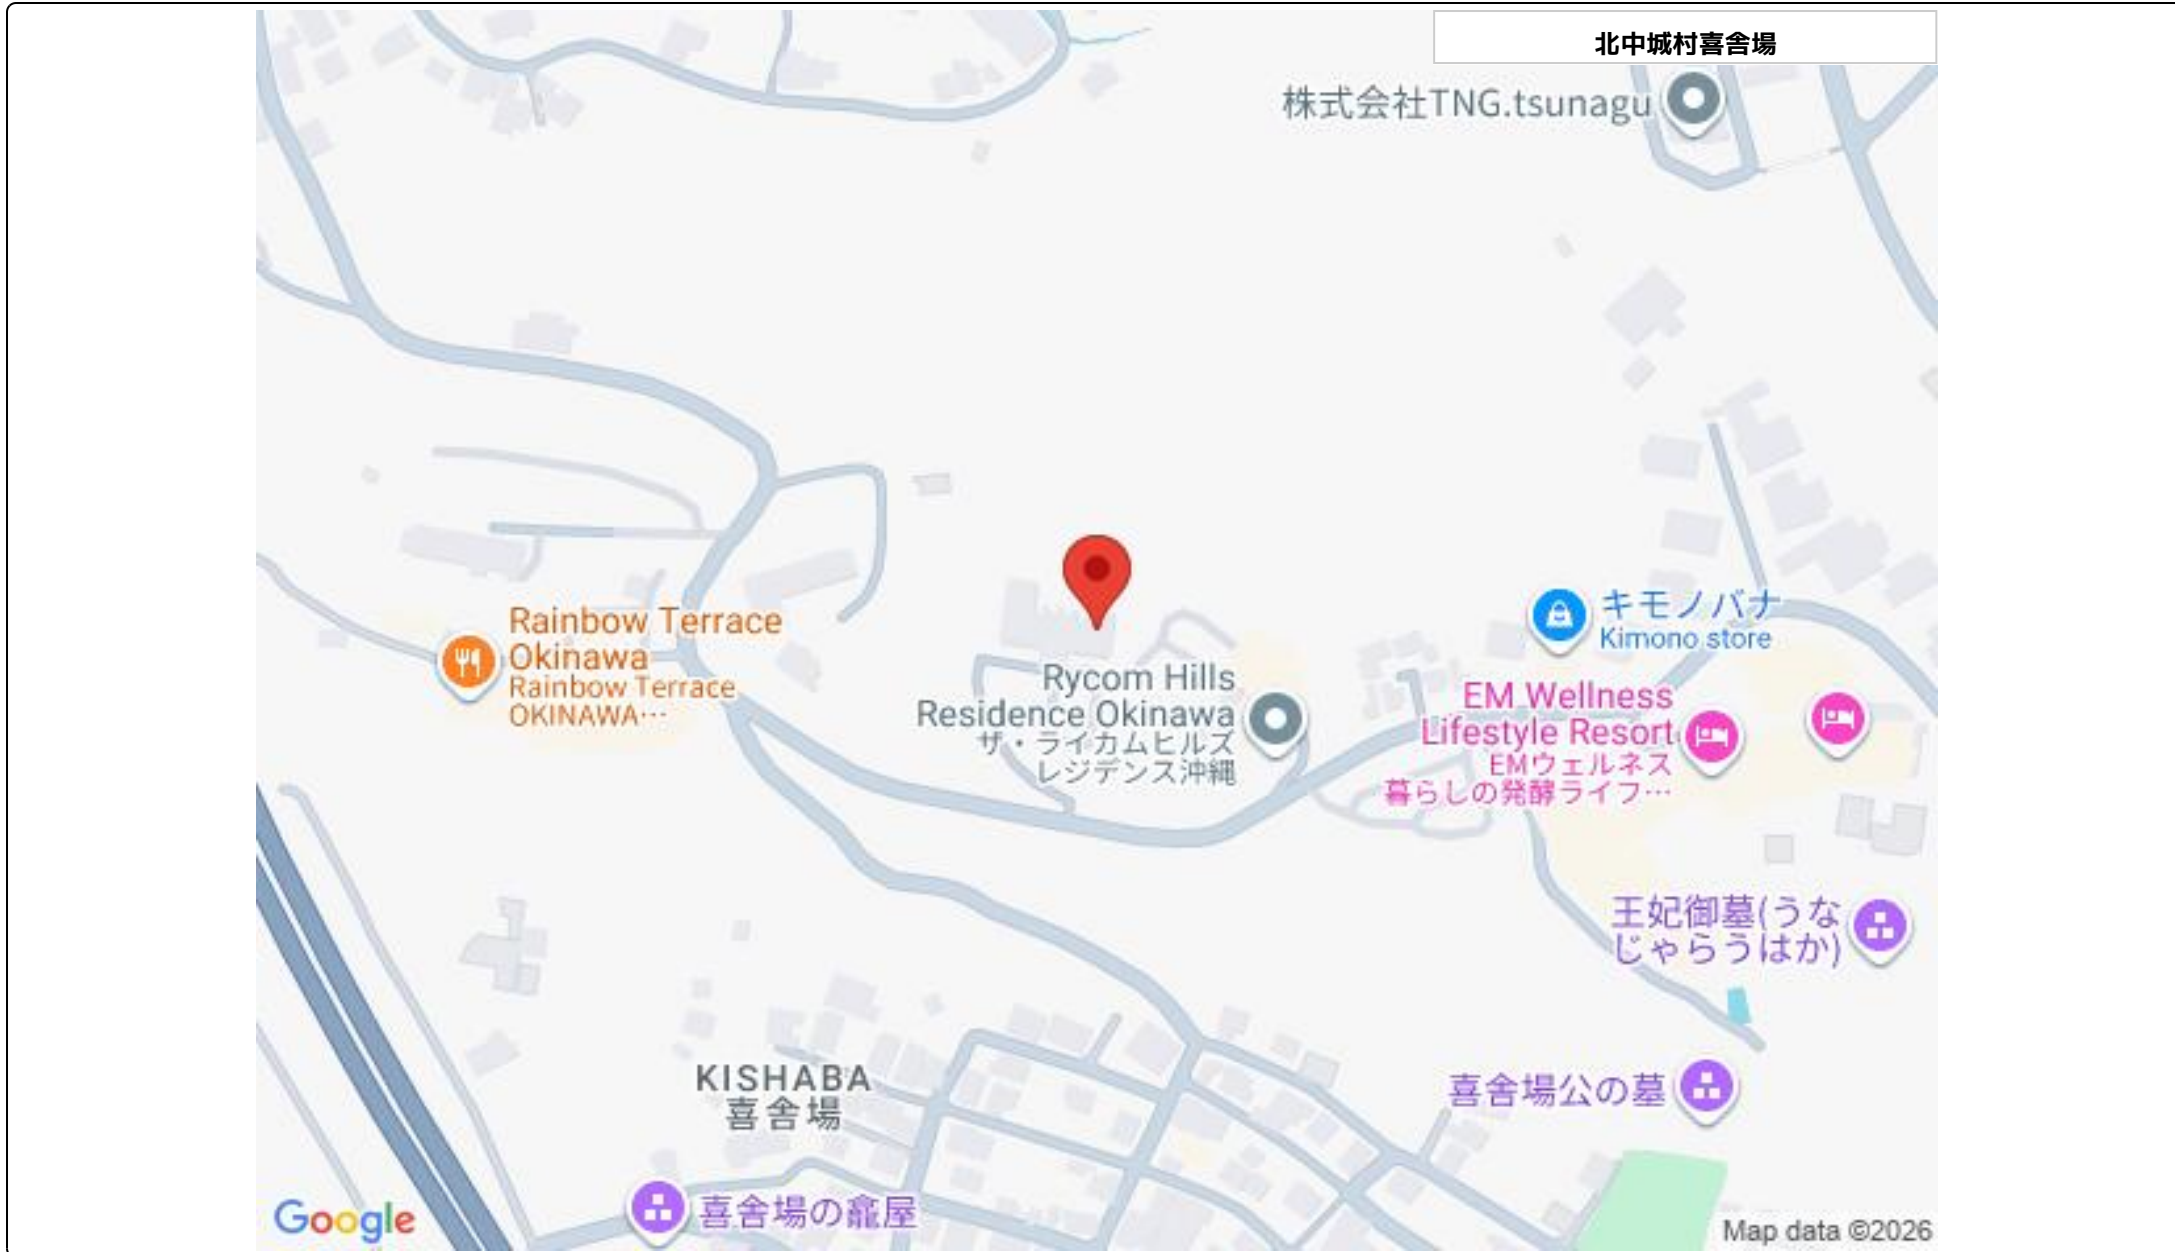 北中城村喜舎場
株式会社TNG.tsunagu
キモノバナ
Kimono store
Rainbow Terrace
Okinawa
Rainbow Terrace
OKINAWA…
Rycom Hills
Residence Okinawa
ザ・ライカムヒルズ
レジデンス沖縄
EM Wellness
Lifestyle Resort
EMウェルネス
暮らしの発酵ライフ…
王妃御墓(うな
じゃらうはか)
KISHABA
喜舎場
喜舎場公の墓
喜舎場の龕屋
Google
Map data ©2026